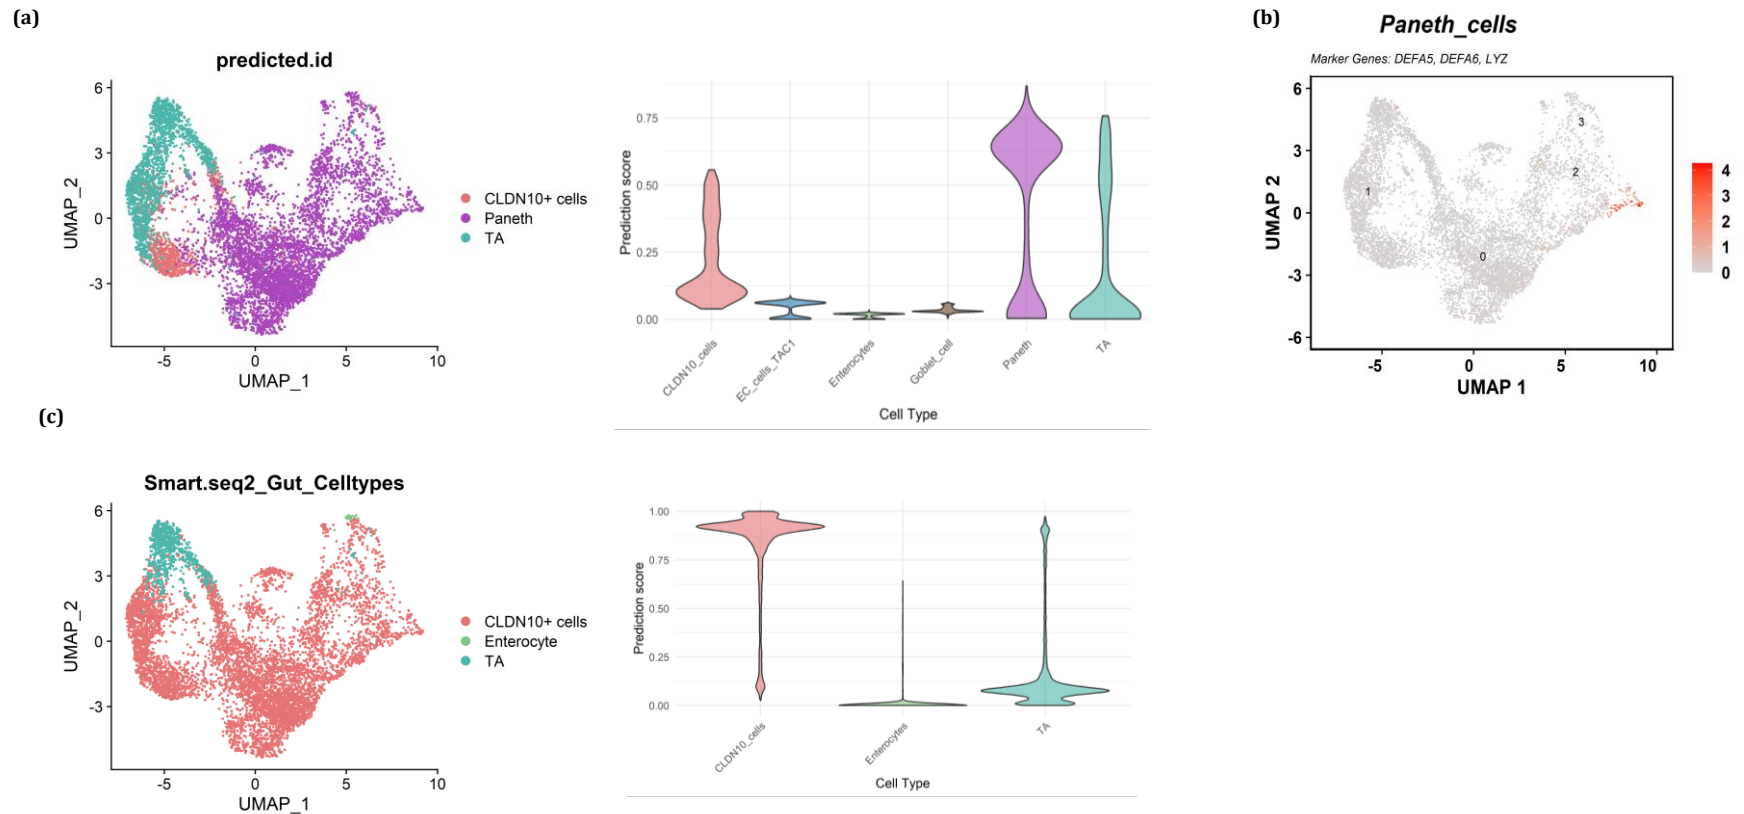 (a)
predicted.id
6
3
0
-3
UMAP_2
-5
0
5
10
UMAP_1
CLDN10+ cells
Paneth
TA
0.75
0.50
0.25
0.00
Prediction score
CLDN10_cells
EC_cells_TAC1
Enterocytes
Goblet_cell
Paneth
TA
Cell Type
(b)
Paneth_cells
Marker Genes: DEFA5, DEFA6, LYZ
6
3
0
-3
-6
UMAP 2
3
2
1
0
-5
0
5
10
UMAP 1
4
3
2
1
0
(c)
Smart.seq2_Gut_Celltypes
6
3
0
-3
UMAP_2
-5
0
5
10
UMAP_1
CLDN10+ cells
Enterocyte
TA
1.00
0.75
0.50
0.25
0.00
Prediction score
CLDN10_cells
Enterocytes
TA
Cell Type